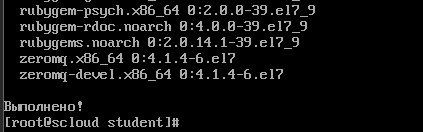 rubygem-psych.x86_64 0:2.0.0-39.el7_9
rubygem-rdoc.noarch 0:4.0.0-39.el7_9
rubygems.noarch 0:2.0.14.1-39.el7_9
zeromq.x86_64 0:4.1.4-6.el7
zeromq-devel.x86_64 0:4.1.4-6.el7
Выполнено!
[root@scloud student]#